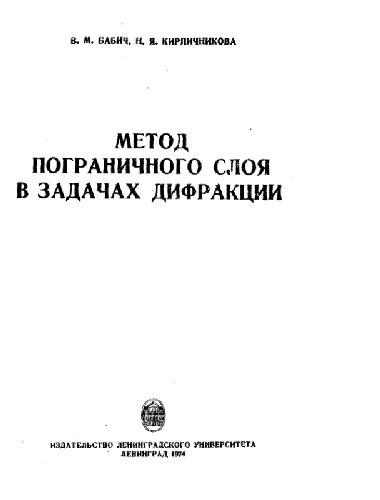 В. М. БАБИЧ, Н. Я. КИРПИЧНИКОВА
МЕТОД
ПОГРАНИЧНОГО СЛОЯ
В ЗАДАЧАХ ДИФРАКЦИИ
ИЗДАТЕЛЬСТВО ЛЕНИНГРАДСКОГО УНИВЕРСИТЕТА
ЛЕНИНГРАД 1974